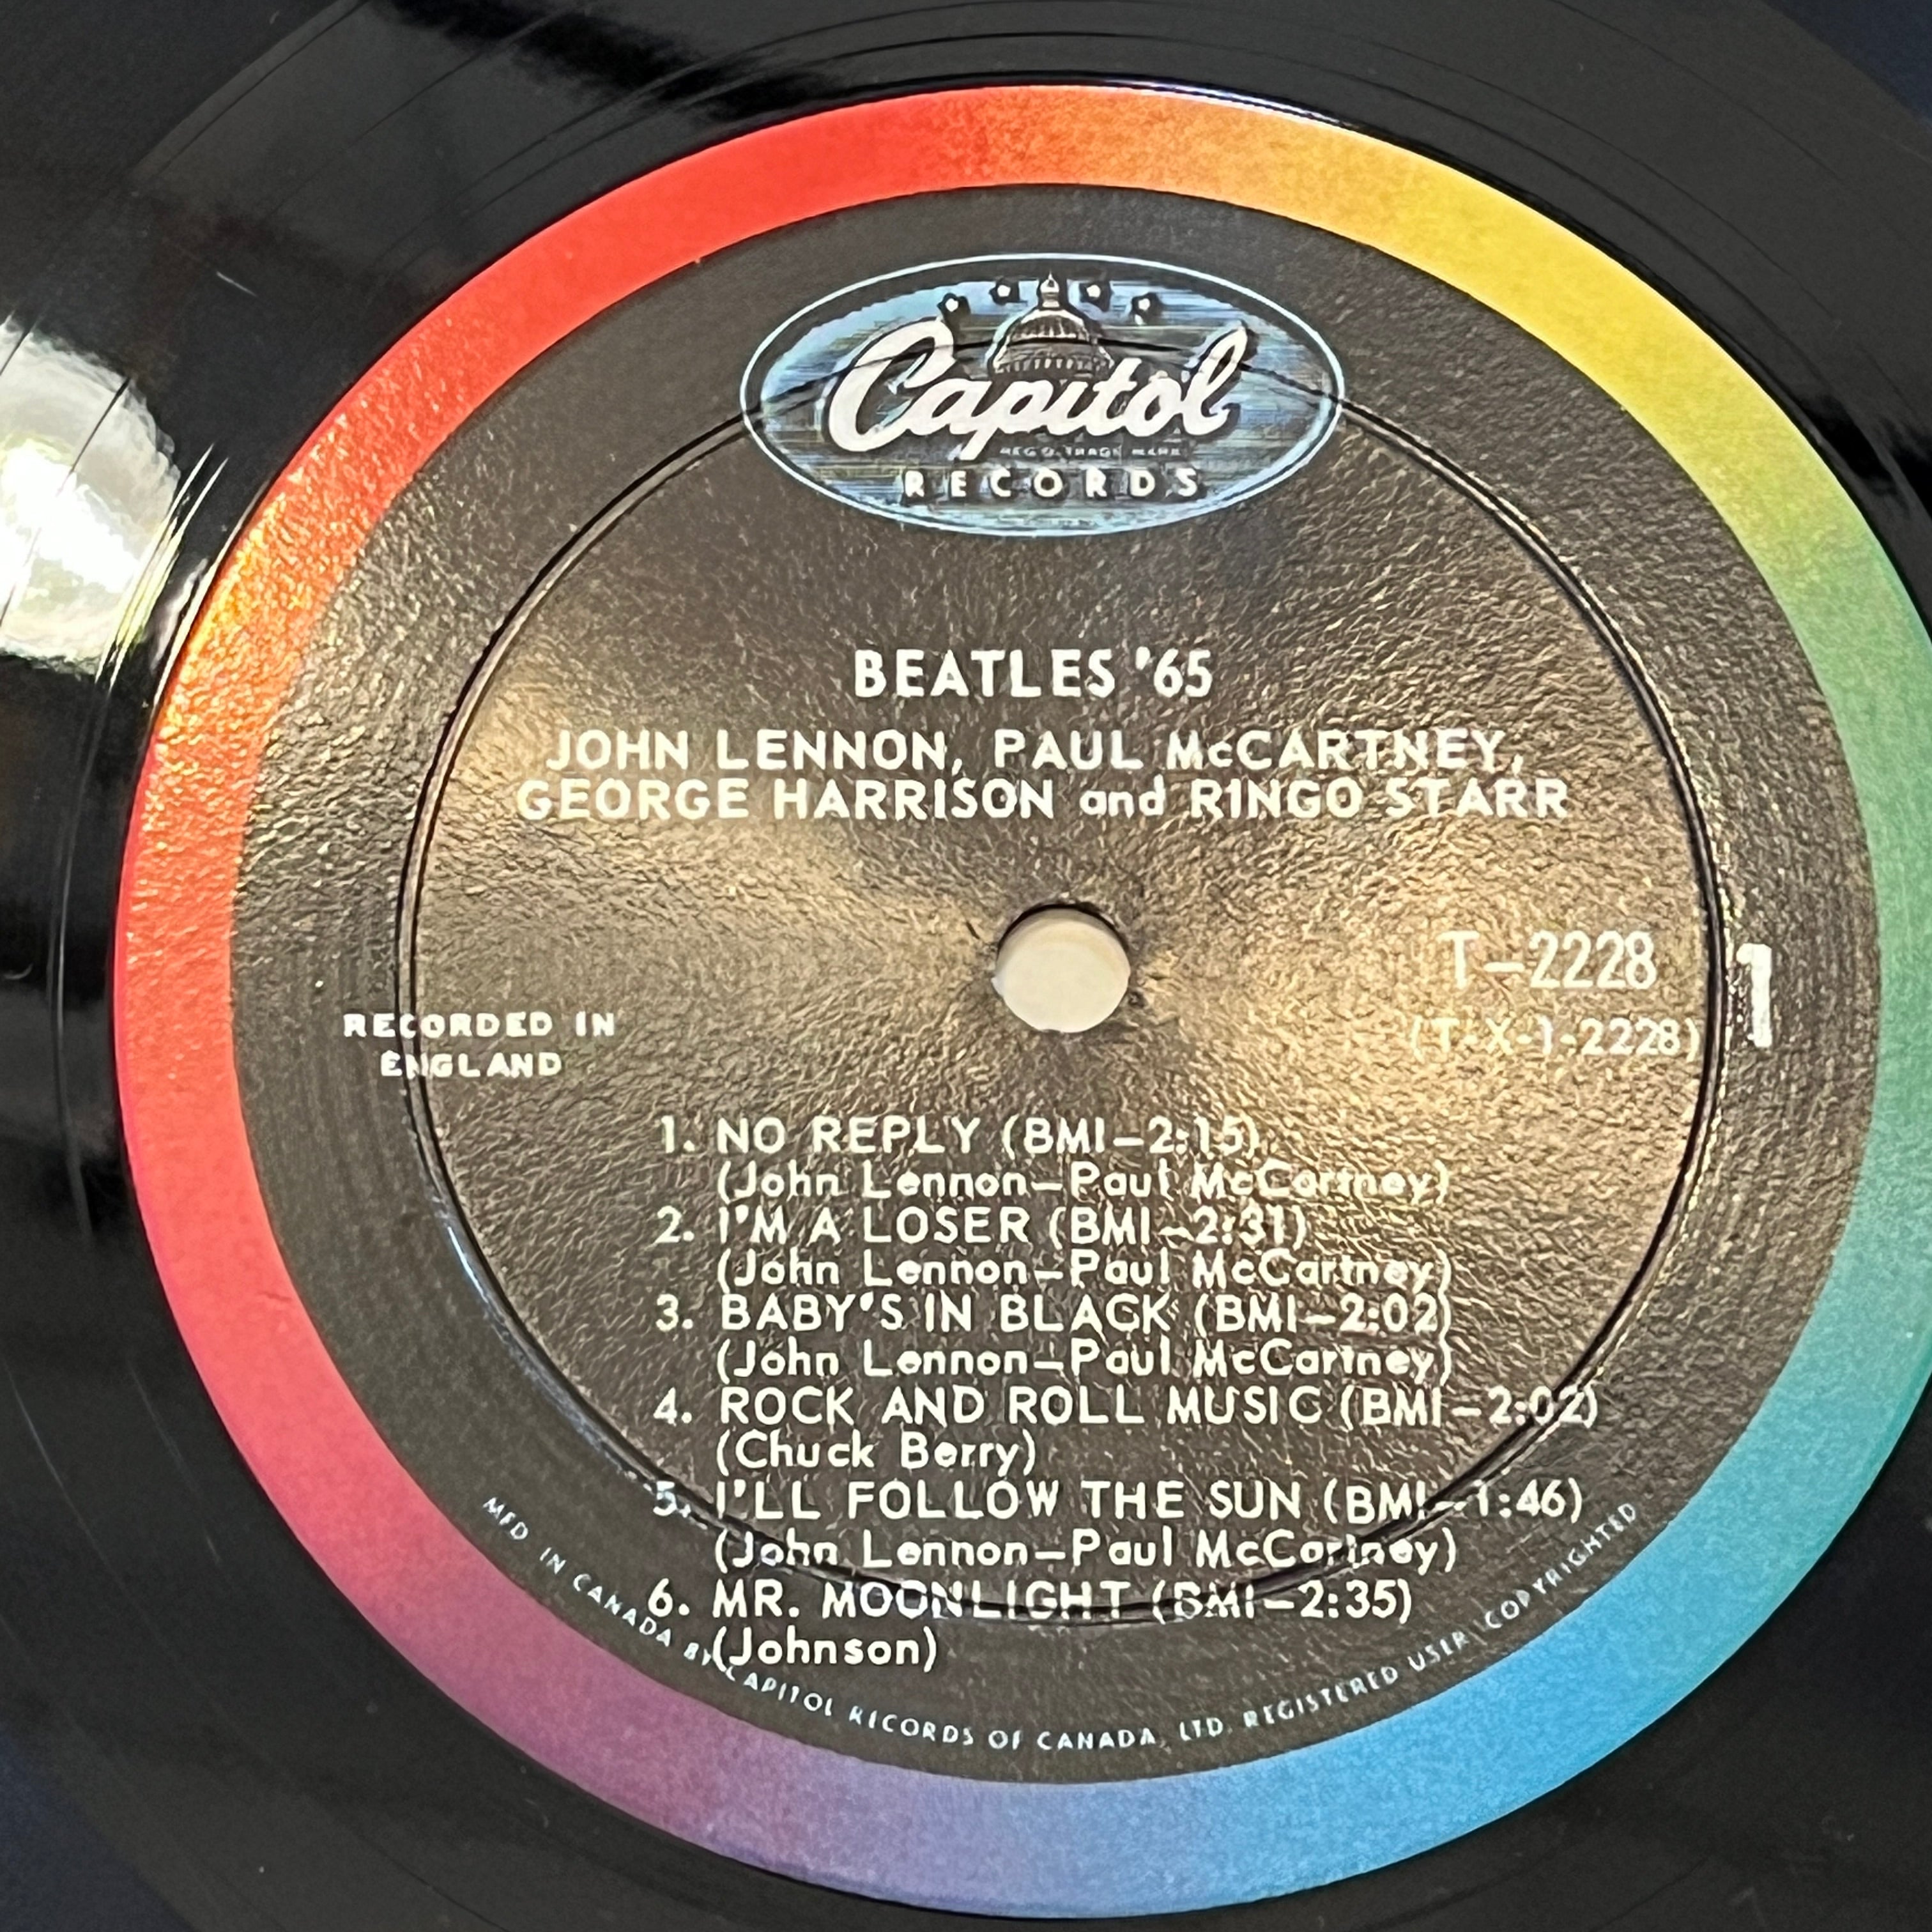 Capitol
REG. U.S. TRADE MARK
RECORDS
BEATLES '65
JOHN LENNON, PAUL McCARTNEY,
GEORGE HARRISON and RINGO STARR
T-2228
1
(T-X-1-2228)
RECORDED IN
ENGLAND
1. NO REPLY (BMI-2:15)
(John Lennon-Paul McCartney)
2. I'M A LOSER (BMI-2:31)
(John Lennon-Paul McCartney)
3. BABY'S IN BLACK (BMI-2:02)
(John Lennon-Paul McCartney)
4. ROCK AND ROLL MUSIC (BMI-2:02)
(Chuck Berry)
5. I'LL FOLLOW THE SUN (BMI-1:46)
(John Lennon-Paul McCartney)
6. MR. MOONLIGHT (BMI-2:35)
(Johnson)
MFD IN CANADA BY CAPITOL RECORDS OF CANADA, LTD. REGISTERED USER. COPYRIGHTED